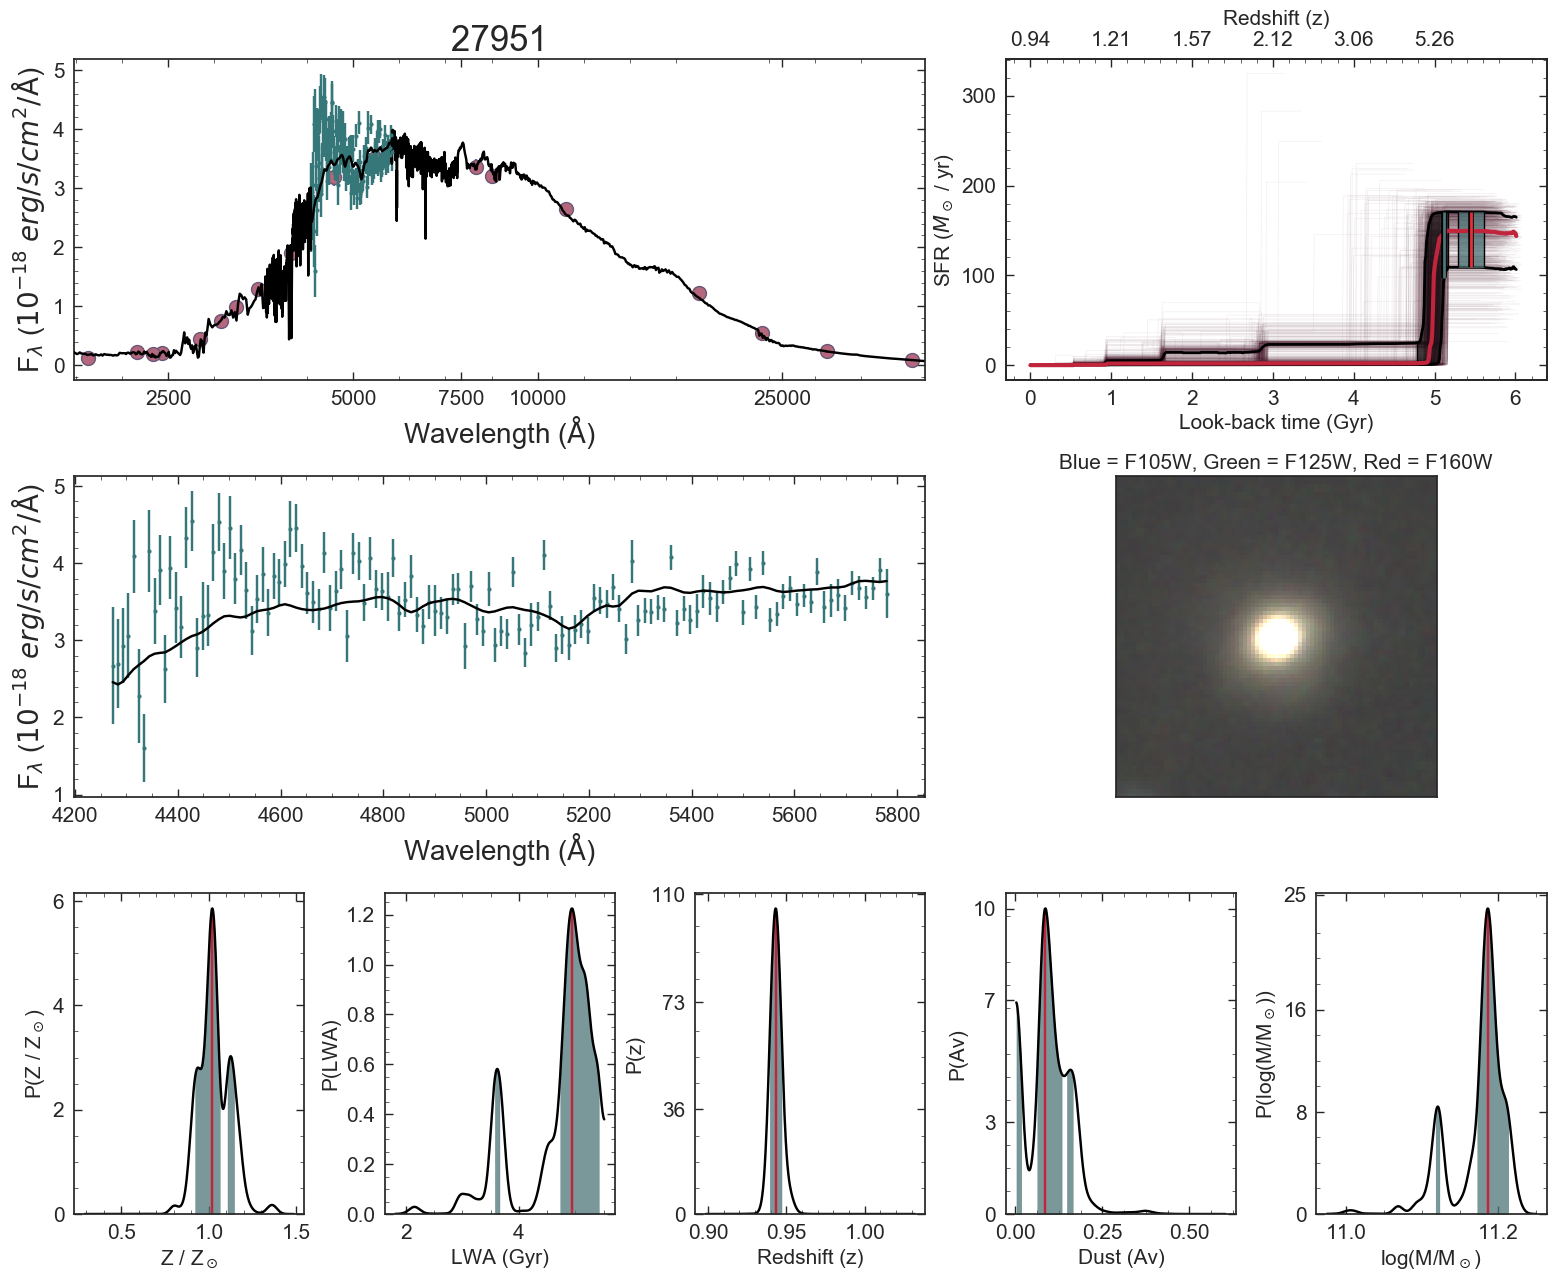 27951
5
4
3
2
1
0
F_λ (10^−18 erg/s/cm^2/Å)
2500 5000 7500 10000 25000
Wavelength (Å)
Redshift (z)
0.94 1.21 1.57 2.12 3.06 5.26
300
200
100
0
SFR (M_⊙ / yr)
0 1 2 3 4 5 6
Look-back time (Gyr)
5
4
3
2
1
F_λ (10^−18 erg/s/cm^2/Å)
4200 4400 4600 4800 5000 5200 5400 5600 5800
Wavelength (Å)
Blue = F105W, Green = F125W, Red = F160W
6
4
2
0
P(Z / Z_⊙)
0.5 1.0 1.5
Z / Z_⊙
1.2
1.0
0.8
0.6
0.4
0.2
0.0
P(LWA)
2 4
LWA (Gyr)
110
73
36
0
P(z)
0.90 0.95 1.00
Redshift (z)
10
7
3
0
P(Av)
0.00 0.25 0.50
Dust (Av)
25
16
8
0
P(log(M/M_⊙))
11.0 11.2
log(M/M_⊙)